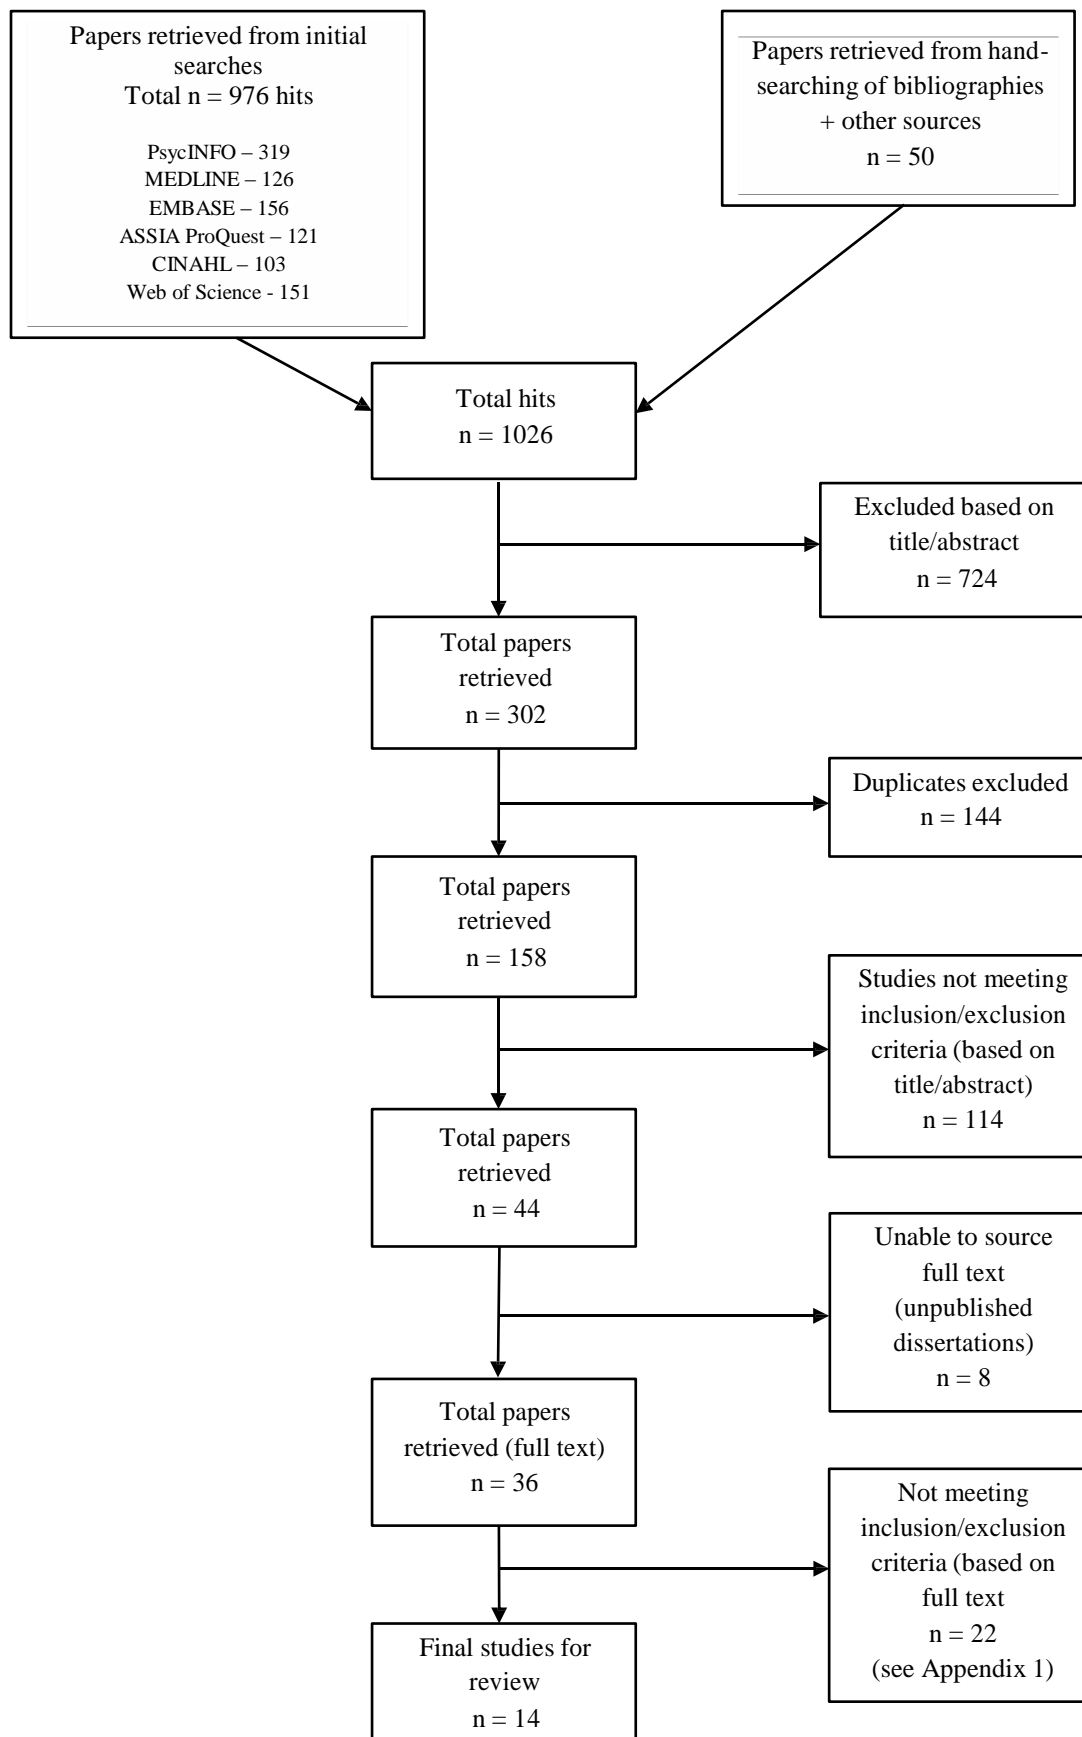 Papers retrieved from initial
searches
Total n = 976 hits
PsycINFO – 319
MEDLINE – 126
EMBASE – 156
ASSIA ProQuest – 121
CINAHL – 103
Web of Science - 151
Papers retrieved from hand-
searching of bibliographies
+ other sources
n = 50
Total hits
n = 1026
Excluded based on
title/abstract
n = 724
Total papers
retrieved
n = 302
Duplicates excluded
n = 144
Total papers
retrieved
n = 158
Studies not meeting
inclusion/exclusion
criteria (based on
title/abstract)
n = 114
Total papers
retrieved
n = 44
Unable to source
full text
(unpublished
dissertations)
n = 8
Total papers
retrieved (full text)
n = 36
Not meeting
inclusion/exclusion
criteria (based on
full text
n = 22
(see Appendix 1)
Final studies for
review
n = 14